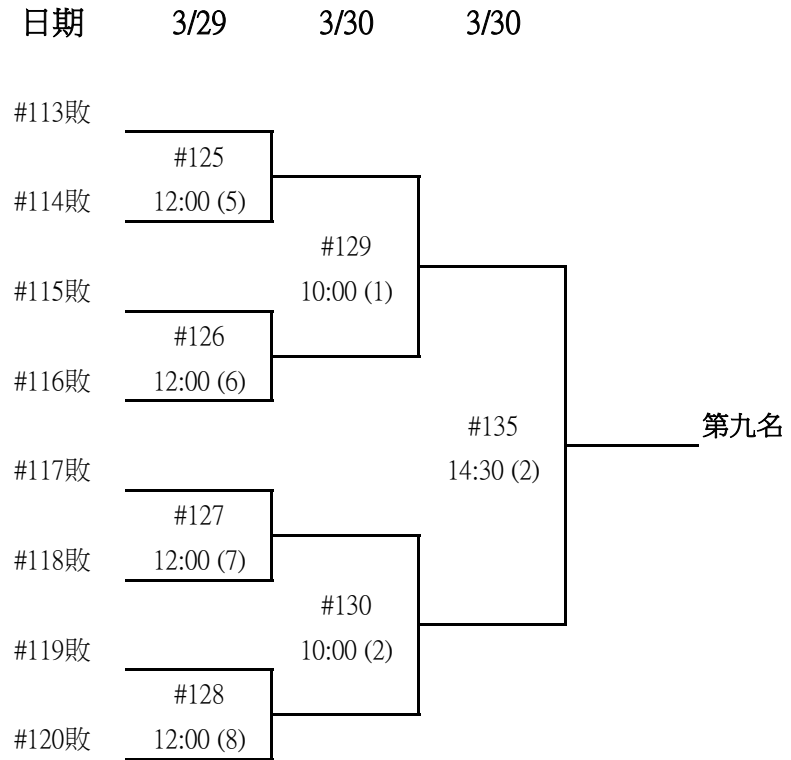 日期 3/29 3/30 3/30
#113敗
#125
#114敗 12:00 (5)
#129
#115敗 10:00 (1)
#126
#116敗 12:00 (6)
第九名
#135
#117敗 14:30 (2)
#127
#118敗 12:00 (7)
#130
#119敗 10:00 (2)
#128
#120敗 12:00 (8)